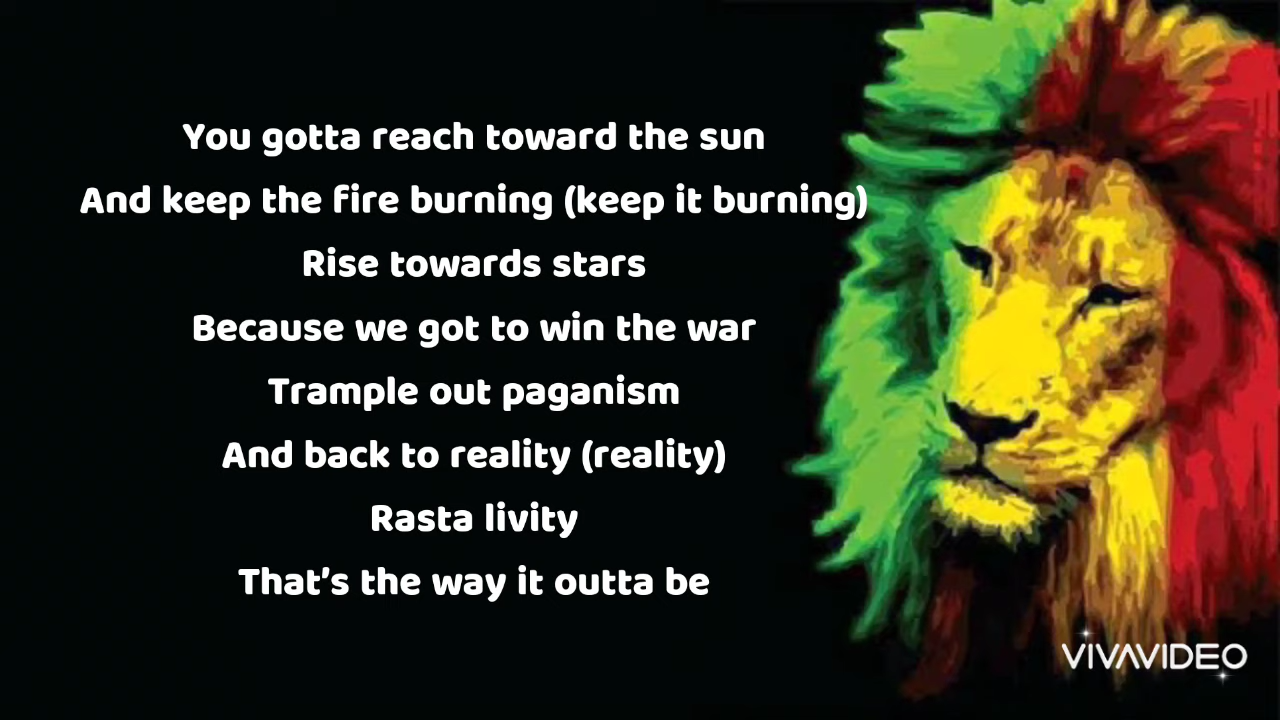 You gotta reach toward the sun
And keep the fire burning (keep it burning)
Rise towards stars
Because we got to win the war
Trample out paganism
And back to reality (reality)
Rasta livity
That's the way it outta be
VIVAVIDEO